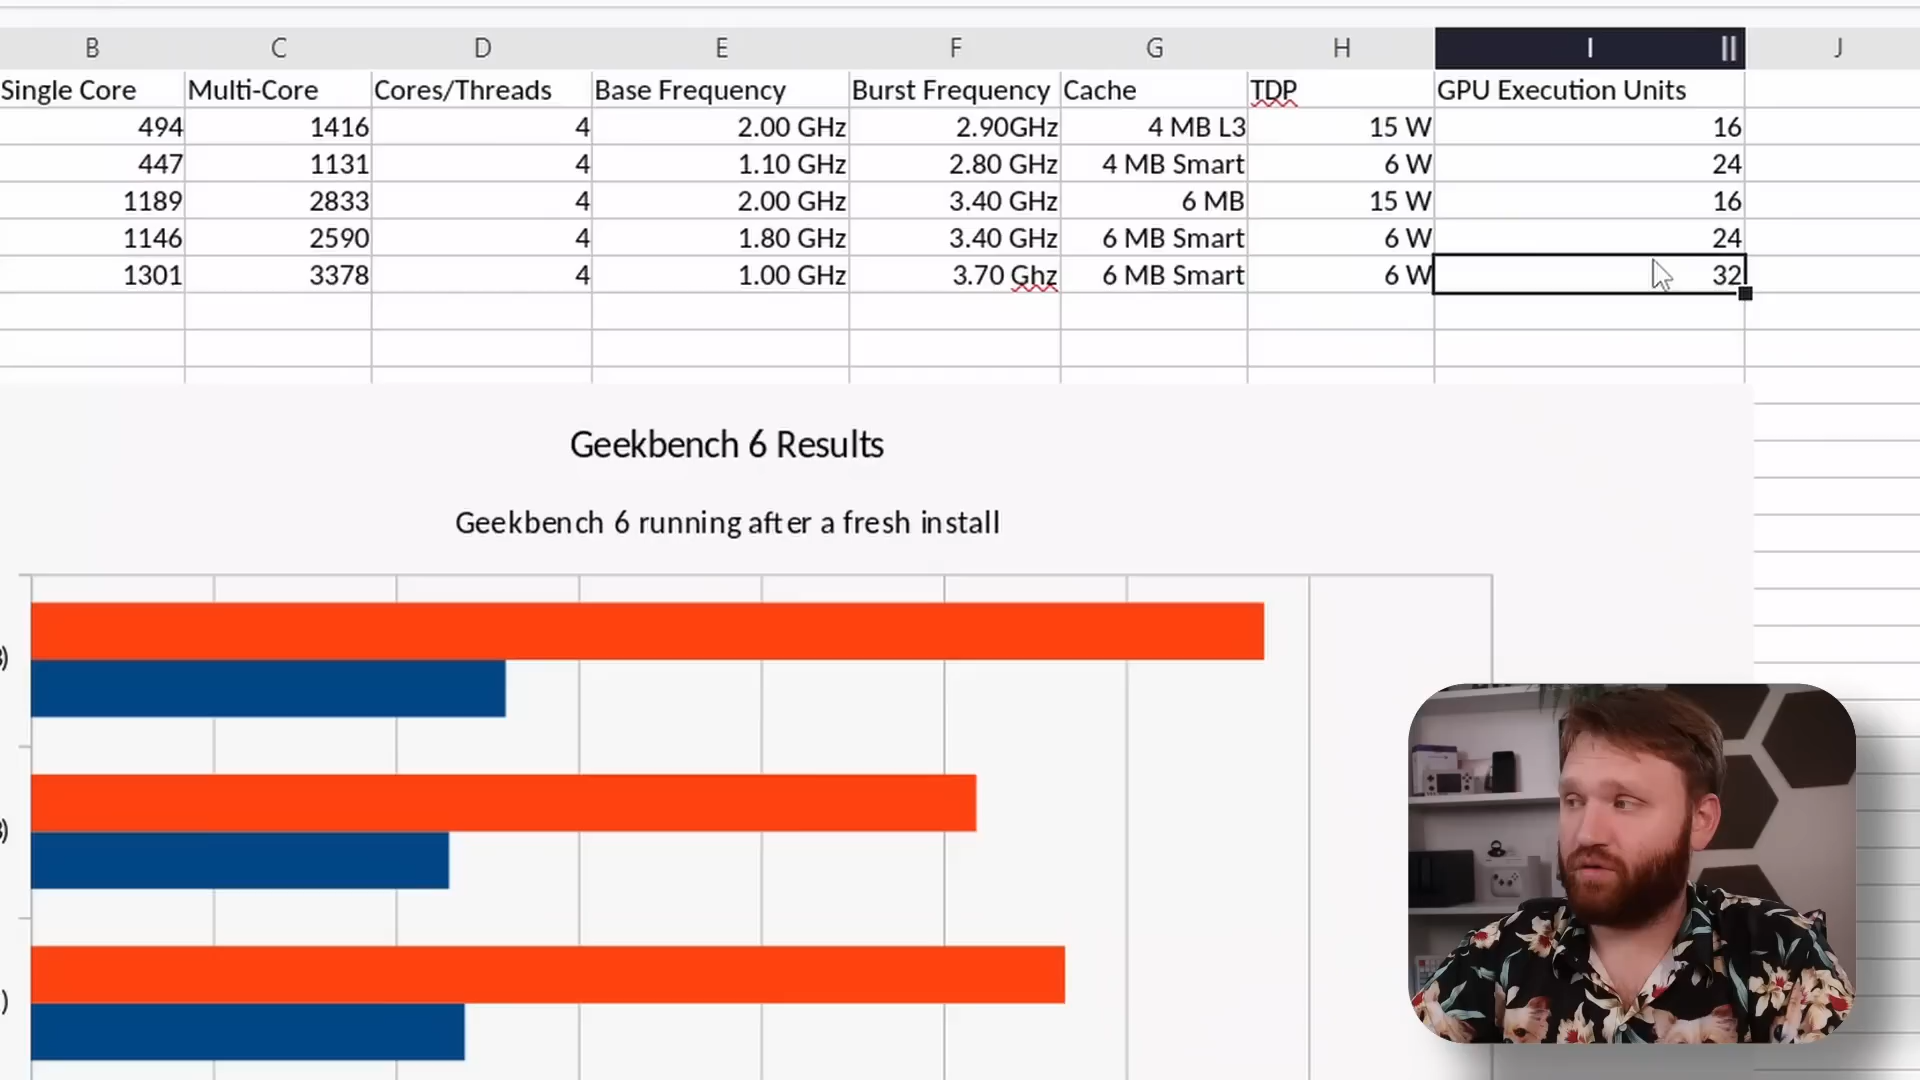 B C D E F G H I J
Single Core Multi-Core Cores/Threads Base Frequency Burst Frequency Cache TDP GPU Execution Units
494 1416 4 2.00 GHz 2.90GHz 4 MB L3 15 W 16
447 1131 4 1.10 GHz 2.80 GHz 4 MB Smart 6 W 24
1189 2833 4 2.00 GHz 3.40 GHz 6 MB 15 W 16
1146 2590 4 1.80 GHz 3.40 GHz 6 MB Smart 6 W 24
1301 3378 4 1.00 GHz 3.70 Ghz 6 MB Smart 6 W 32
Geekbench 6 Results
Geekbench 6 running after a fresh install
)
)
)